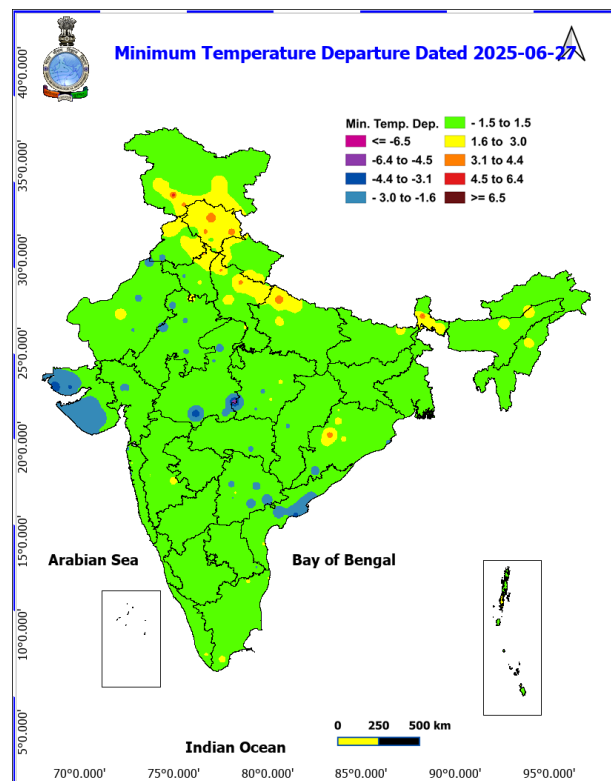 Minimum Temperature Departure Dated 2025-06-27
Min. Temp. Dep.
<= -6.5
-6.4 to -4.5
-4.4 to -3.1
- 3.0 to -1.6
- 1.5 to 1.5
1.6 to 3.0
3.1 to 4.4
4.5 to 6.4
>= 6.5
40°0.000'
35°0.000'
30°0.000'
25°0.000'
20°0.000'
15°0.000'
10°0.000'
5°0.000'
Arabian Sea
Bay of Bengal
Indian Ocean
0 250 500 km
70°0.000' 75°0.000' 80°0.000' 85°0.000' 90°0.000' 95°0.000'